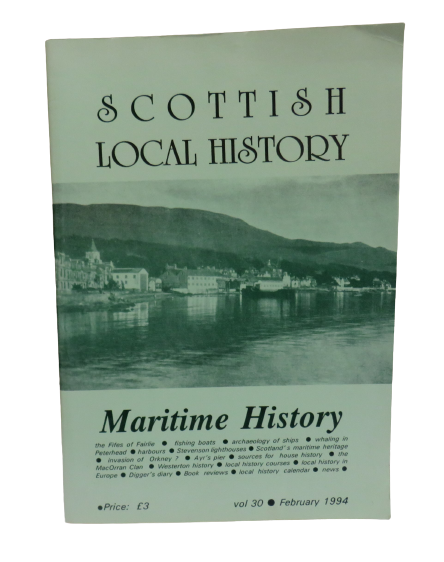 SCOTTISH
LOCAL HISTORY
Maritime History
the Fifes of Fairlie ● fishing boats ● archaeology of ships ● whaling in
Peterhead ● harbours ● Stevenson lighthouses ● Scotland's maritime heritage
● invasion of Orkney ? ● Ayr's pier ● sources for house history ● the
MacOrran Clan ● Westerton history ● local history courses ● local history in
Europe ● Digger's diary ● Book reviews ● local history calendar ● news ●
●Price: £3
vol 30 ● February 1994